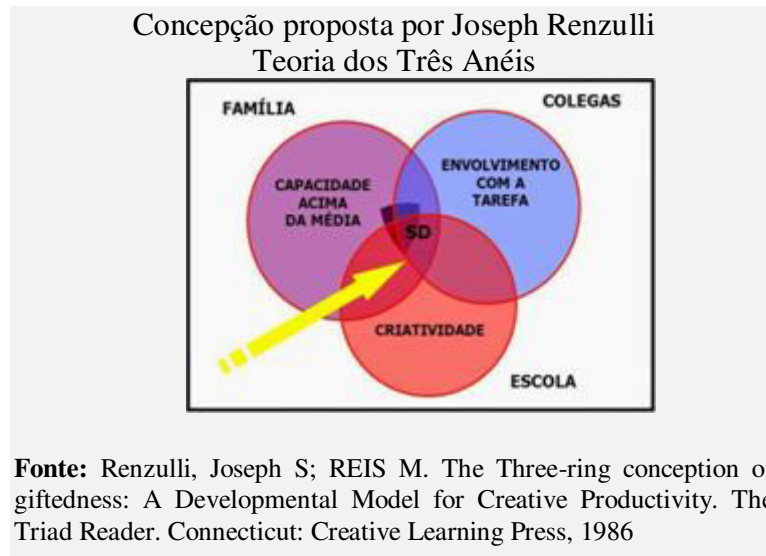 Concepção proposta por Joseph Renzulli
Teoria dos Três Anéis
FAMÍLIA
COLEGAS
CAPACIDADE
ACIMA
DA MÉDIA
ENVOLVIMENTO
COM A
TAREFA
SD
CRIATIVIDADE
ESCOLA
Fonte: Renzulli, Joseph S; REIS M. The Three-ring conception o
giftedness: A Developmental Model for Creative Productivity. The
Triad Reader. Connecticut: Creative Learning Press, 1986